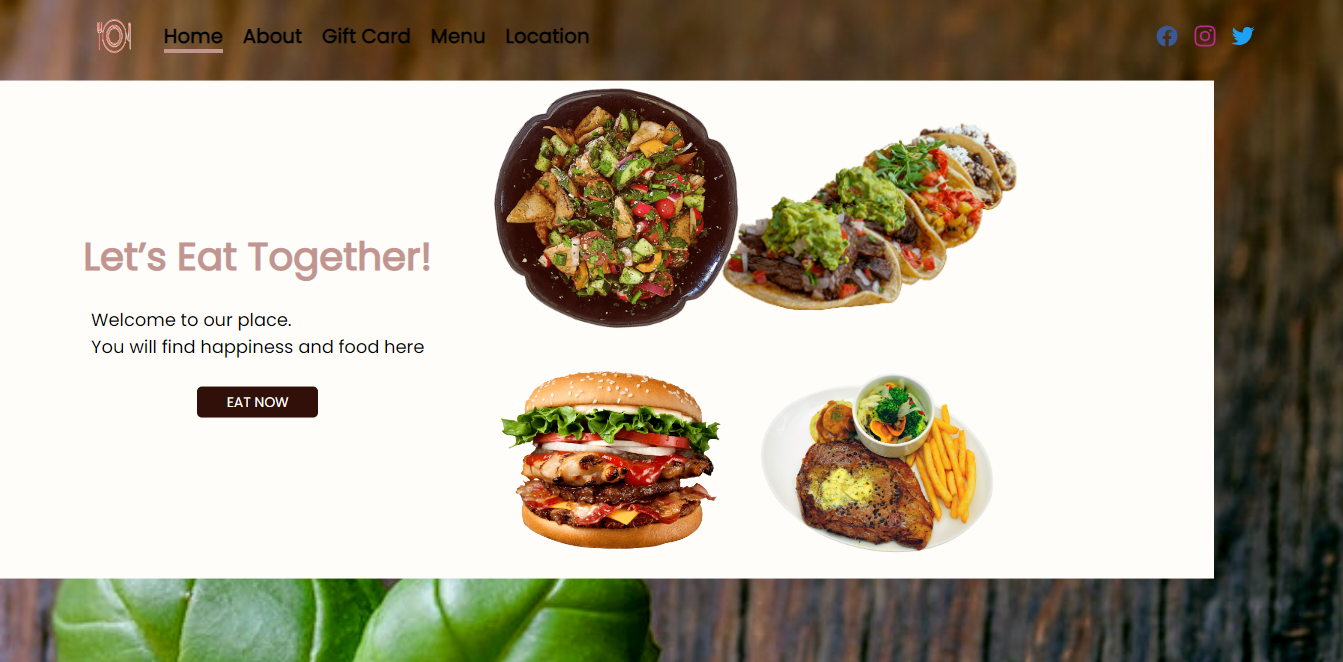 Home About Gift Card Menu Location
Let’s Eat Together!
Welcome to our place.
You will find happiness and food here
EAT NOW